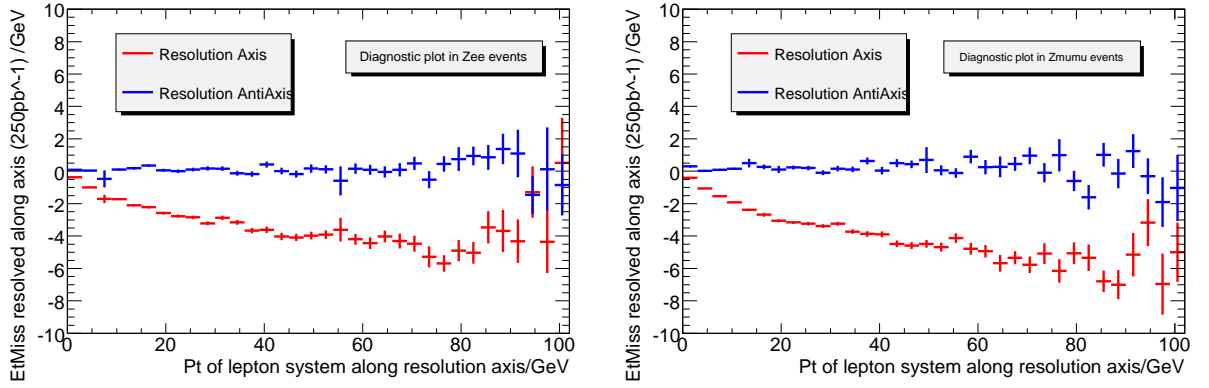 EtMiss resolved along axis (250pb^-1) /GeV
10
8
6
4
2
0
-2
-4
-6
-8
-10
Resolution Axis
Resolution AntiAxis
Diagnostic plot in Zee events
0 20 40 60 80 100
Pt of lepton system along resolution axis/GeV
EtMiss resolved along axis (250pb^-1) /GeV
10
8
6
4
2
0
-2
-4
-6
-8
-10
Resolution Axis
Resolution AntiAxis
Diagnostic plot in Zmumu events
0 20 40 60 80 100
Pt of lepton system along resolution axis/GeV